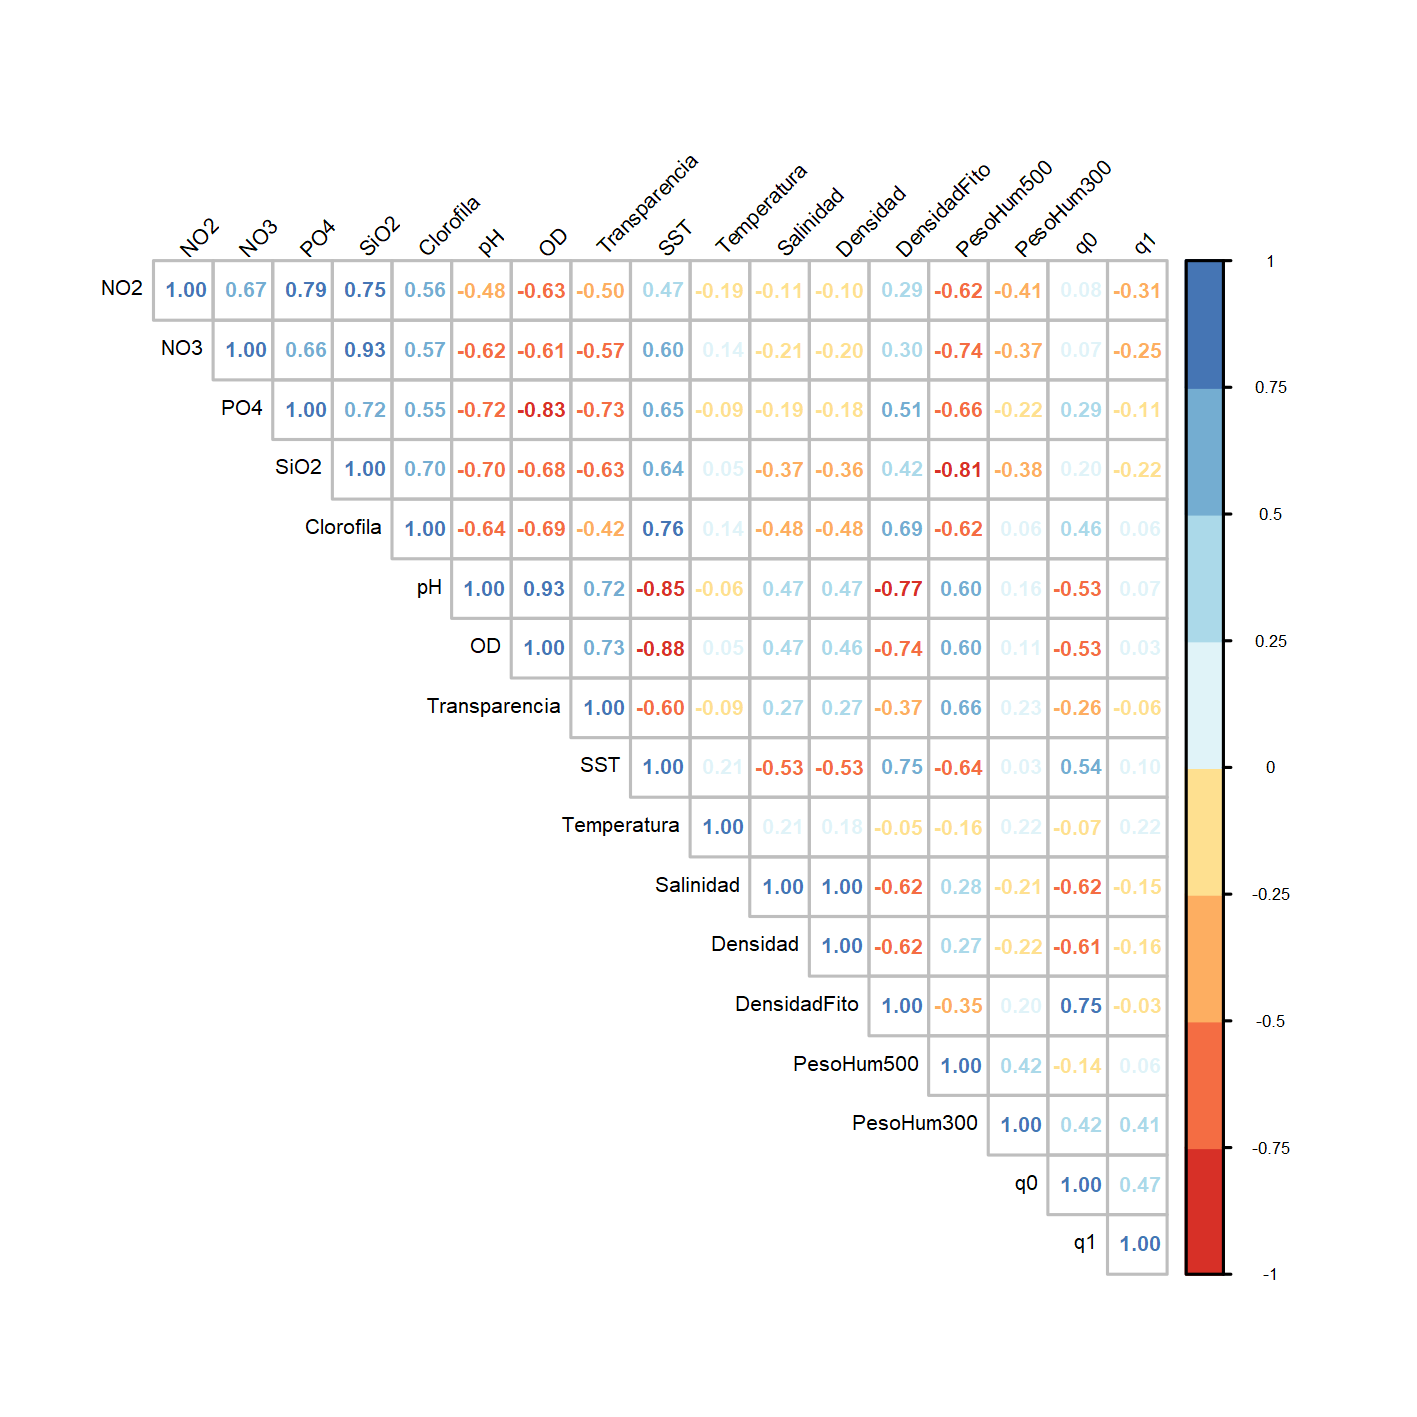 NO2 NO3 PO4 SiO2 Clorofila pH OD Transparencia SST Temperatura Salinidad Densidad DensidadFito PesoHum500 PesoHum300 q0 q1
NO2 1.00 0.67 0.79 0.75 0.56 -0.48 -0.63 -0.50 0.47 -0.19 -0.11 -0.10 0.29 -0.62 -0.41 0.08 -0.31
NO3 1.00 0.66 0.93 0.57 -0.62 -0.61 -0.57 0.60 0.14 -0.21 -0.20 0.30 -0.74 -0.37 0.07 -0.25
PO4 1.00 0.72 0.55 -0.72 -0.83 -0.73 0.65 -0.09 -0.19 -0.18 0.51 -0.66 -0.22 0.29 -0.11
SiO2 1.00 0.70 -0.70 -0.68 -0.63 0.64 0.05 -0.37 -0.36 0.42 -0.81 -0.38 0.20 -0.22
Clorofila 1.00 -0.64 -0.69 -0.42 0.76 0.14 -0.48 -0.48 0.69 -0.62 0.06 0.46 0.06
pH 1.00 0.93 0.72 -0.85 -0.06 0.47 0.47 -0.77 0.60 0.16 -0.53 0.07
OD 1.00 0.73 -0.88 0.05 0.47 0.46 -0.74 0.60 0.11 -0.53 0.03
Transparencia 1.00 -0.60 -0.09 0.27 0.27 -0.37 0.66 0.23 -0.26 -0.06
SST 1.00 0.21 -0.53 -0.53 0.75 -0.64 0.03 0.54 0.10
Temperatura 1.00 0.21 0.18 -0.05 -0.16 0.22 -0.07 0.22
Salinidad 1.00 1.00 -0.62 0.28 -0.21 -0.62 -0.15
Densidad 1.00 -0.62 0.27 -0.22 -0.61 -0.16
DensidadFito 1.00 -0.35 0.20 0.75 -0.03
PesoHum500 1.00 0.42 -0.14 0.06
PesoHum300 1.00 0.42 0.41
q0 1.00 0.47
q1 1.00
1
0.75
0.5
0.25
0
-0.25
-0.5
-0.75
-1